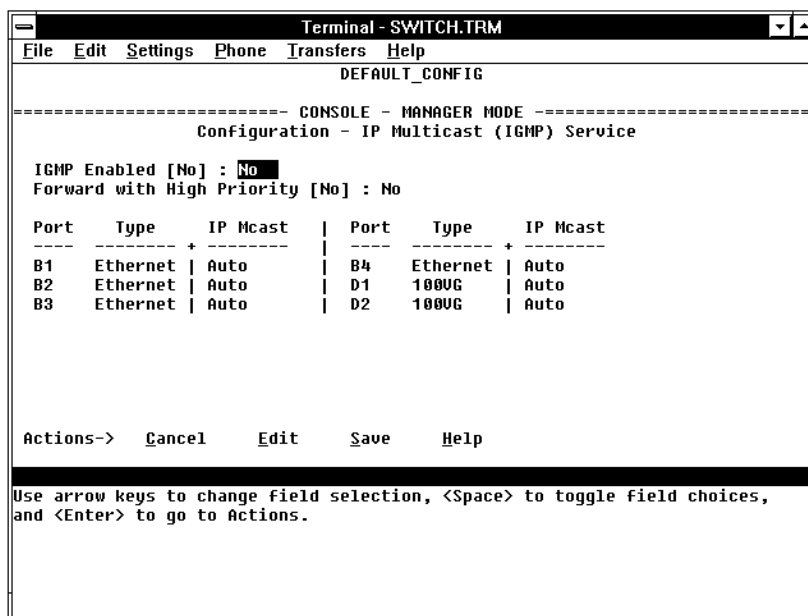 Terminal - SWITCH.TRM
File Edit Settings Phone Transfers Help
DEFAULT_CONFIG
==========================- CONSOLE - MANAGER MODE -==========================
Configuration - IP Multicast (IGMP) Service
IGMP Enabled [No] : No
Forward with High Priority [No] : No
Port Type IP Mcast | Port Type IP Mcast
---- -------- + -------- | ---- -------- + --------
B1 Ethernet | Auto | B4 Ethernet | Auto
B2 Ethernet | Auto | D1 100VG | Auto
B3 Ethernet | Auto | D2 100VG | Auto
Actions-> Cancel Edit Save Help
Use arrow keys to change field selection, <Space> to toggle field choices,
and <Enter> to go to Actions.